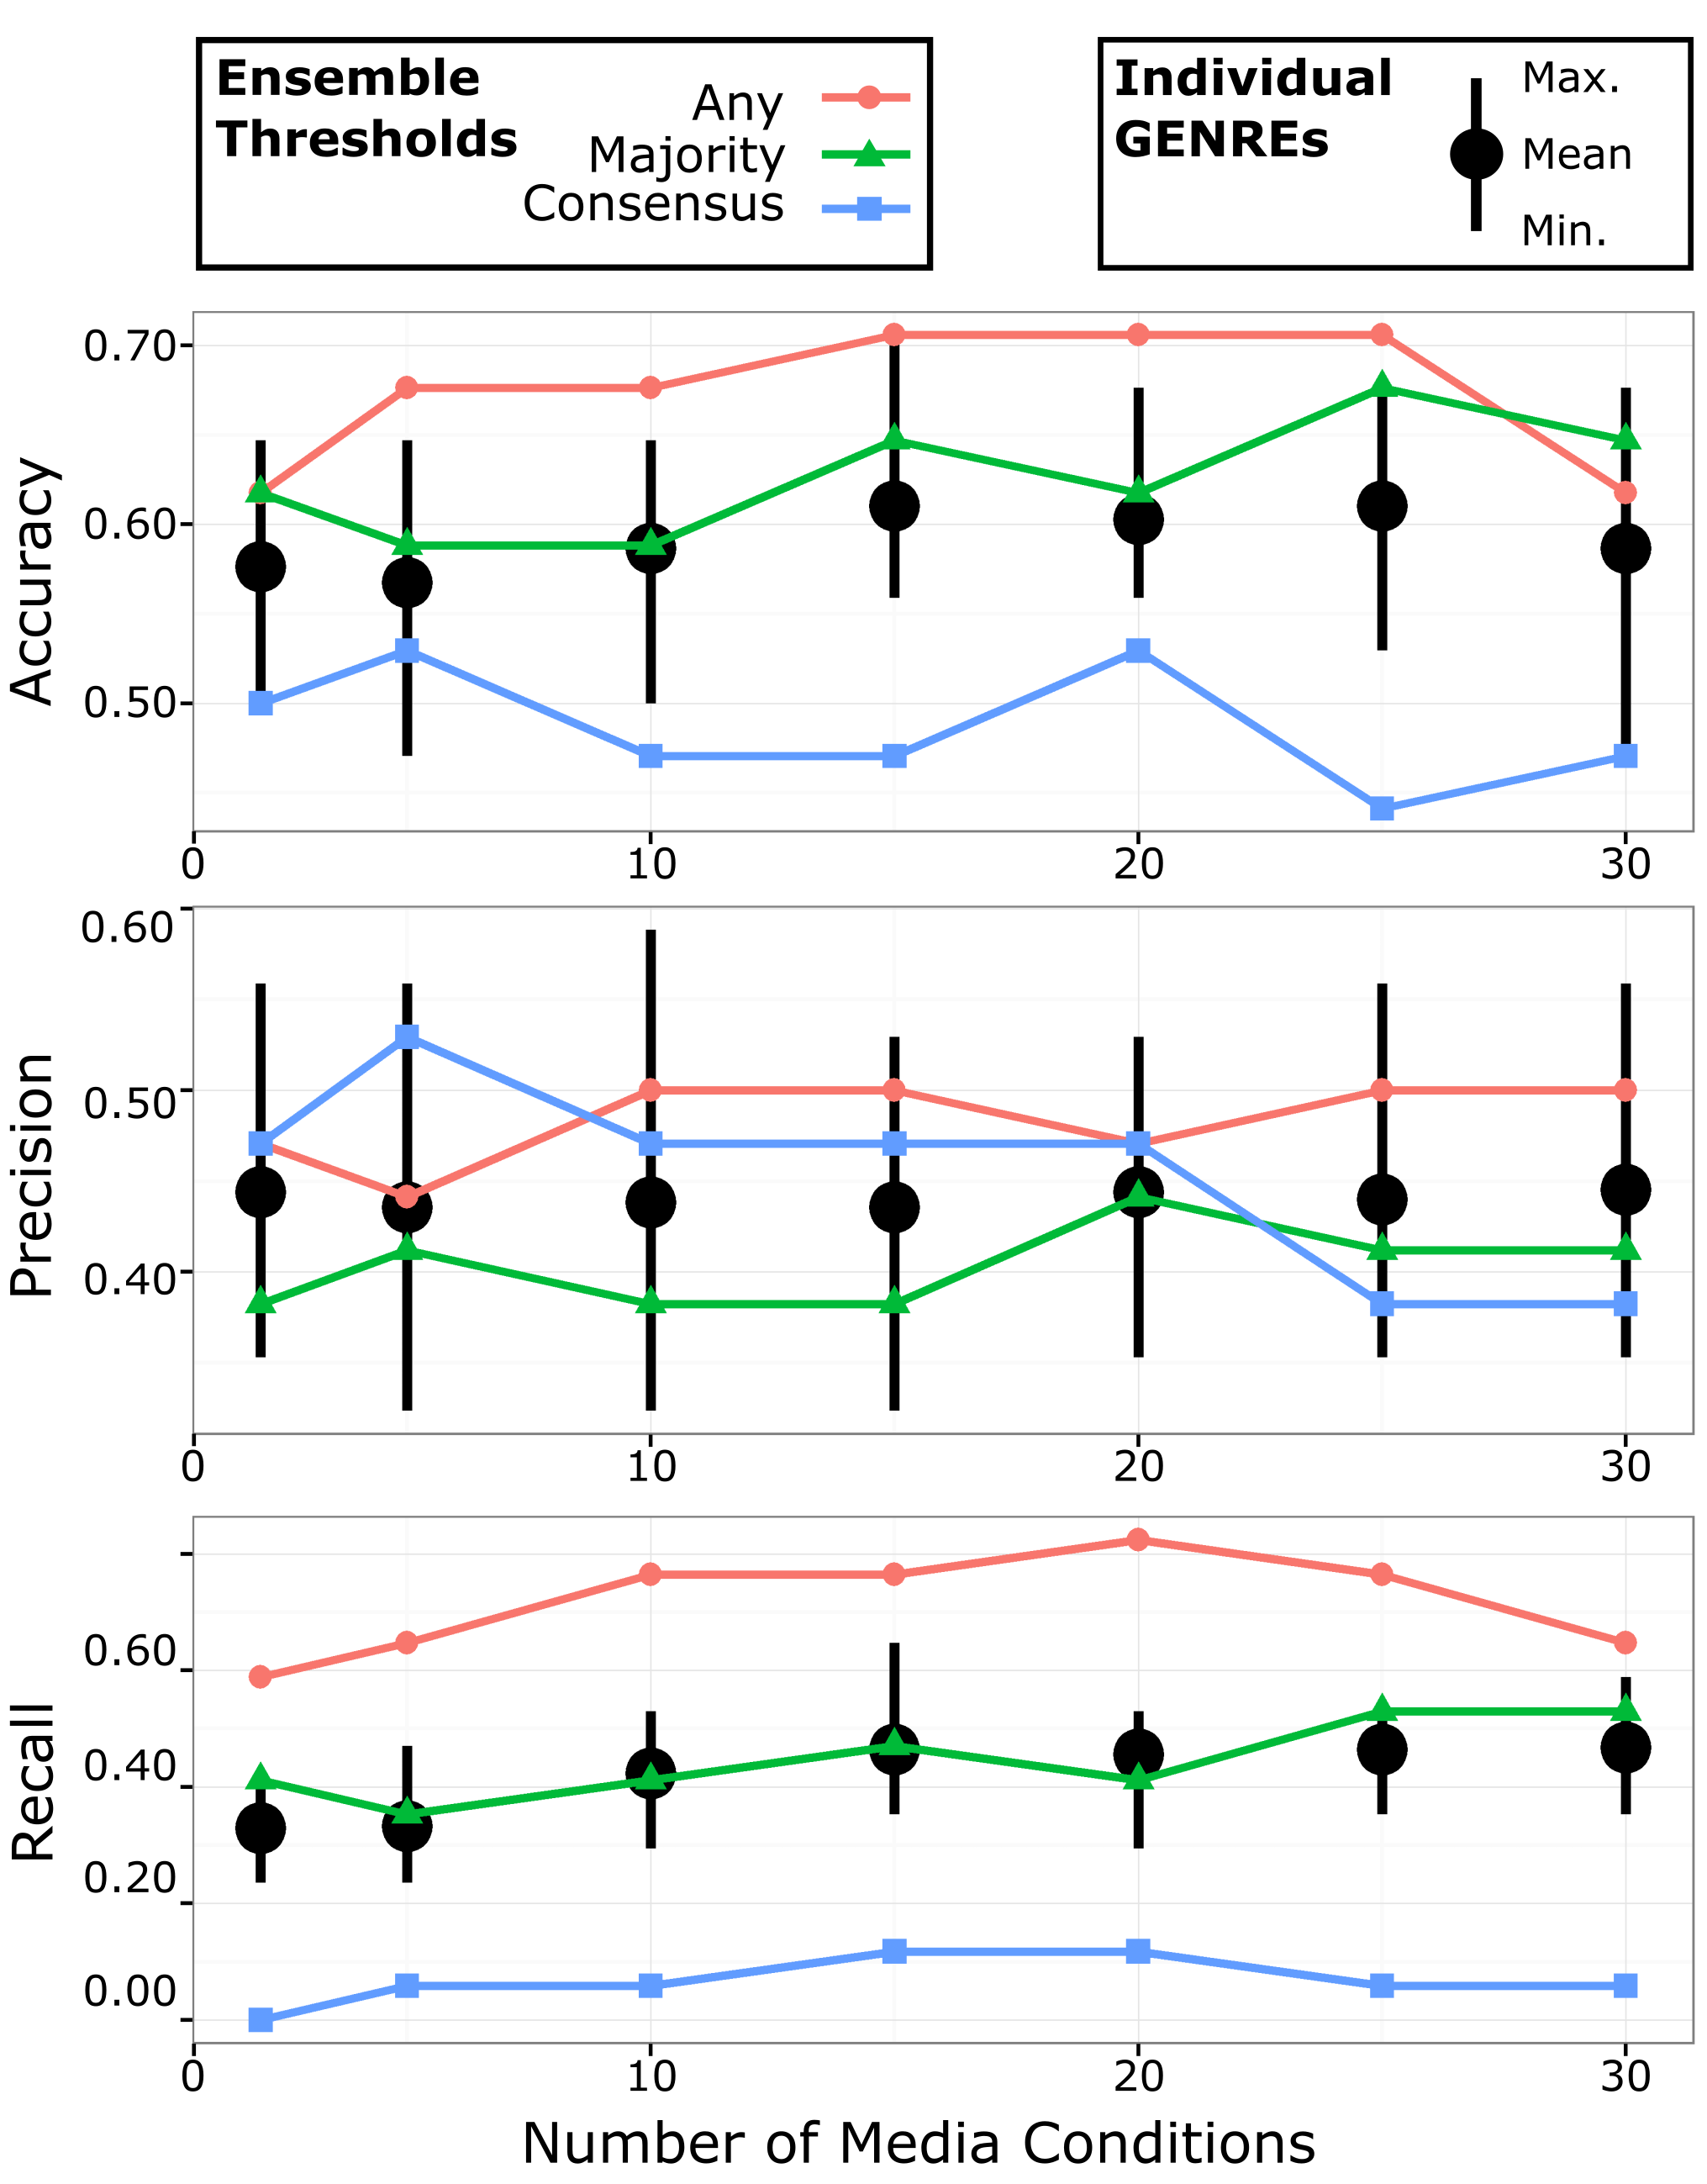 Ensemble
Thresholds
Any
Majority
Consensus
Individual
GENREs
Max.
Mean
Min.
Accuracy
0.70
0.60
0.50
0
10
20
30
Precision
0.60
0.50
0.40
0
10
20
30
Recall
0.60
0.40
0.20
0.00
0
10
20
30
Number of Media Conditions